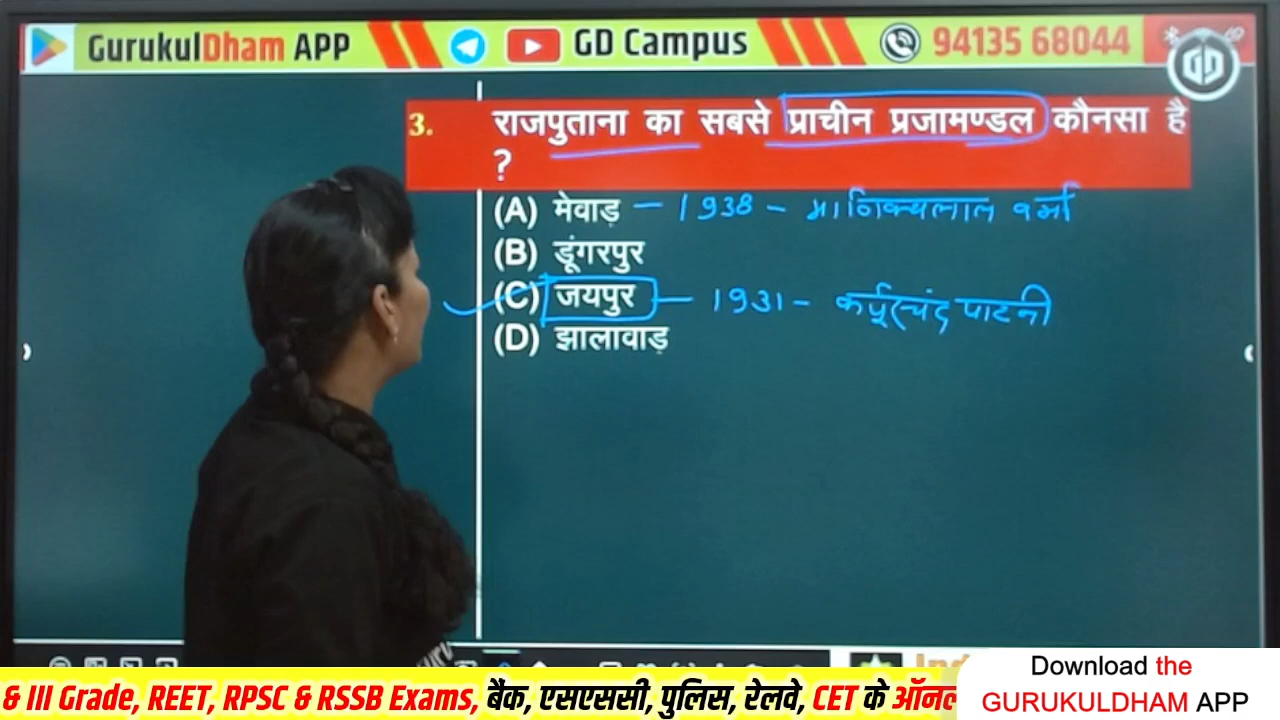 GurukulDham APP GD Campus 94135 68044
3. राजपुताना का सबसे प्राचीन प्रजामण्डल कौनसा है
?
(A) मेवाड़ – 1938 – माणिक्यलाल वर्मा
(B) डूंगरपुर
(C) जयपुर – 1931 – कर्पूरचंद पाटनी
(D) झालावाड़
Download the
& III Grade, REET, RPSC & RSSB Exams, बैंक, एसएससी, पुलिस, रेलवे, CET के
GURUKULDHAM APP